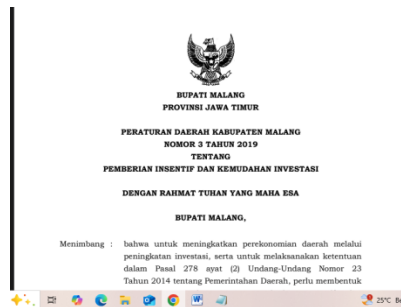 BUPATI MALANG
PROVINSI JAWA TIMUR
PERATURAN DAERAH KABUPATEN MALANG
NOMOR 3 TAHUN 2019
TENTANG
PEMBERIAN INSENTIF DAN KEMUDAHAN INVESTASI
DENGAN RAHMAT TUHAN YANG MAHA ESA
BUPATI MALANG,
Menimbang : bahwa untuk meningkatkan perekonomian daerah melalui
peningkatan investasi, serta untuk melaksanakan ketentuan
dalam Pasal 278 ayat (2) Undang-Undang Nomor 23
Tahun 2014 tentang Pemerintahan Daerah, perlu membentuk
25°C Be